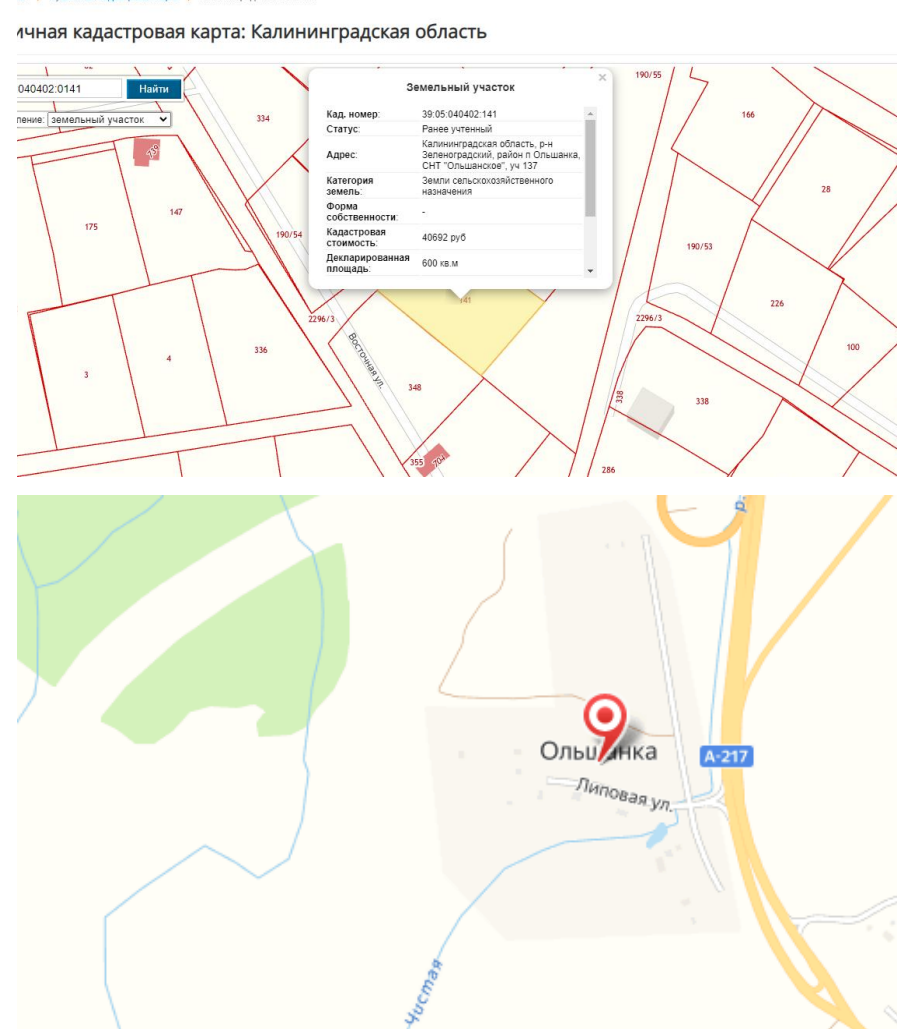 ичная кадастровая карта: Калининградская область
040402:0141
Найти
ление:
земельный участок
Земельный участок
×
Кад. номер:
39:05:040402:141
Статус:
Ранее учтенный
Адрес:
Калининградская область, р-н
Зеленоградский, район п Ольшанка,
СНТ "Ольшанское", уч 137
Категория
земель:
Земли сельскохозяйственного
назначения
Форма
собственности:
-
Кадастровая
стоимость:
40692 руб
Декларированная
площадь:
600 кв.м
190/55
334
166
739
28
175
147
190/54
190/53
141
226
2296/3
2296/3
Восточная ул.
100
336
4
3
348
338
338
355
704
286
Ольшанка
А-217
Липовая ул.
Чистая